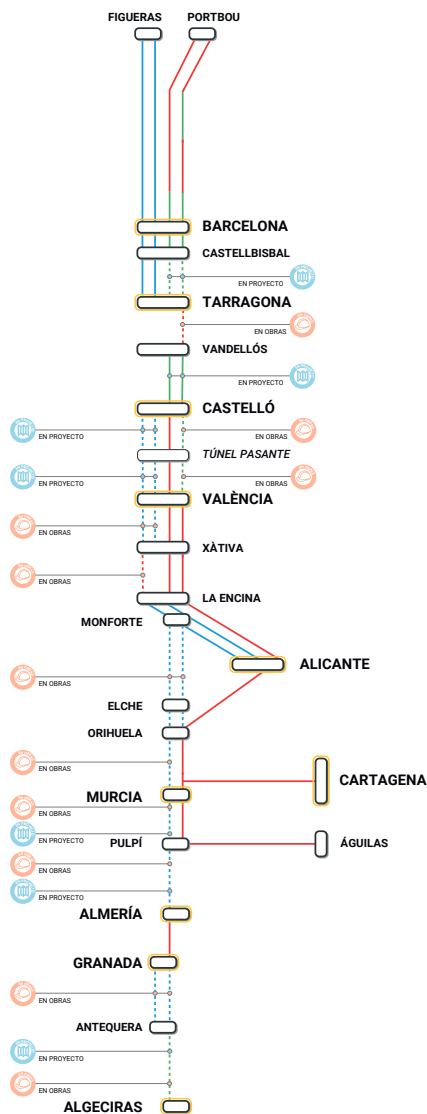 FIGUERAS PORTBOU
BARCELONA
CASTELLBISBAL
EN PROYECTO
TARRAGONA
EN OBRAS
VANDELLÓS
EN PROYECTO
CASTELLÓ
EN PROYECTO
EN OBRAS
TÚNEL PASANTE
EN PROYECTO
EN OBRAS
VALÈNCIA
EN OBRAS
XÀTIVA
EN OBRAS
LA ENCINA
MONFORTE
ALICANTE
EN OBRAS
ELCHE
ORIHUELA
EN OBRAS
CARTAGENA
MURCIA
EN OBRAS
EN PROYECTO
PULPÍ
ÁGUILAS
EN OBRAS
EN PROYECTO
ALMERÍA
GRANADA
EN OBRAS
ANTEQUERA
EN PROYECTO
EN OBRAS
ALGECIRAS